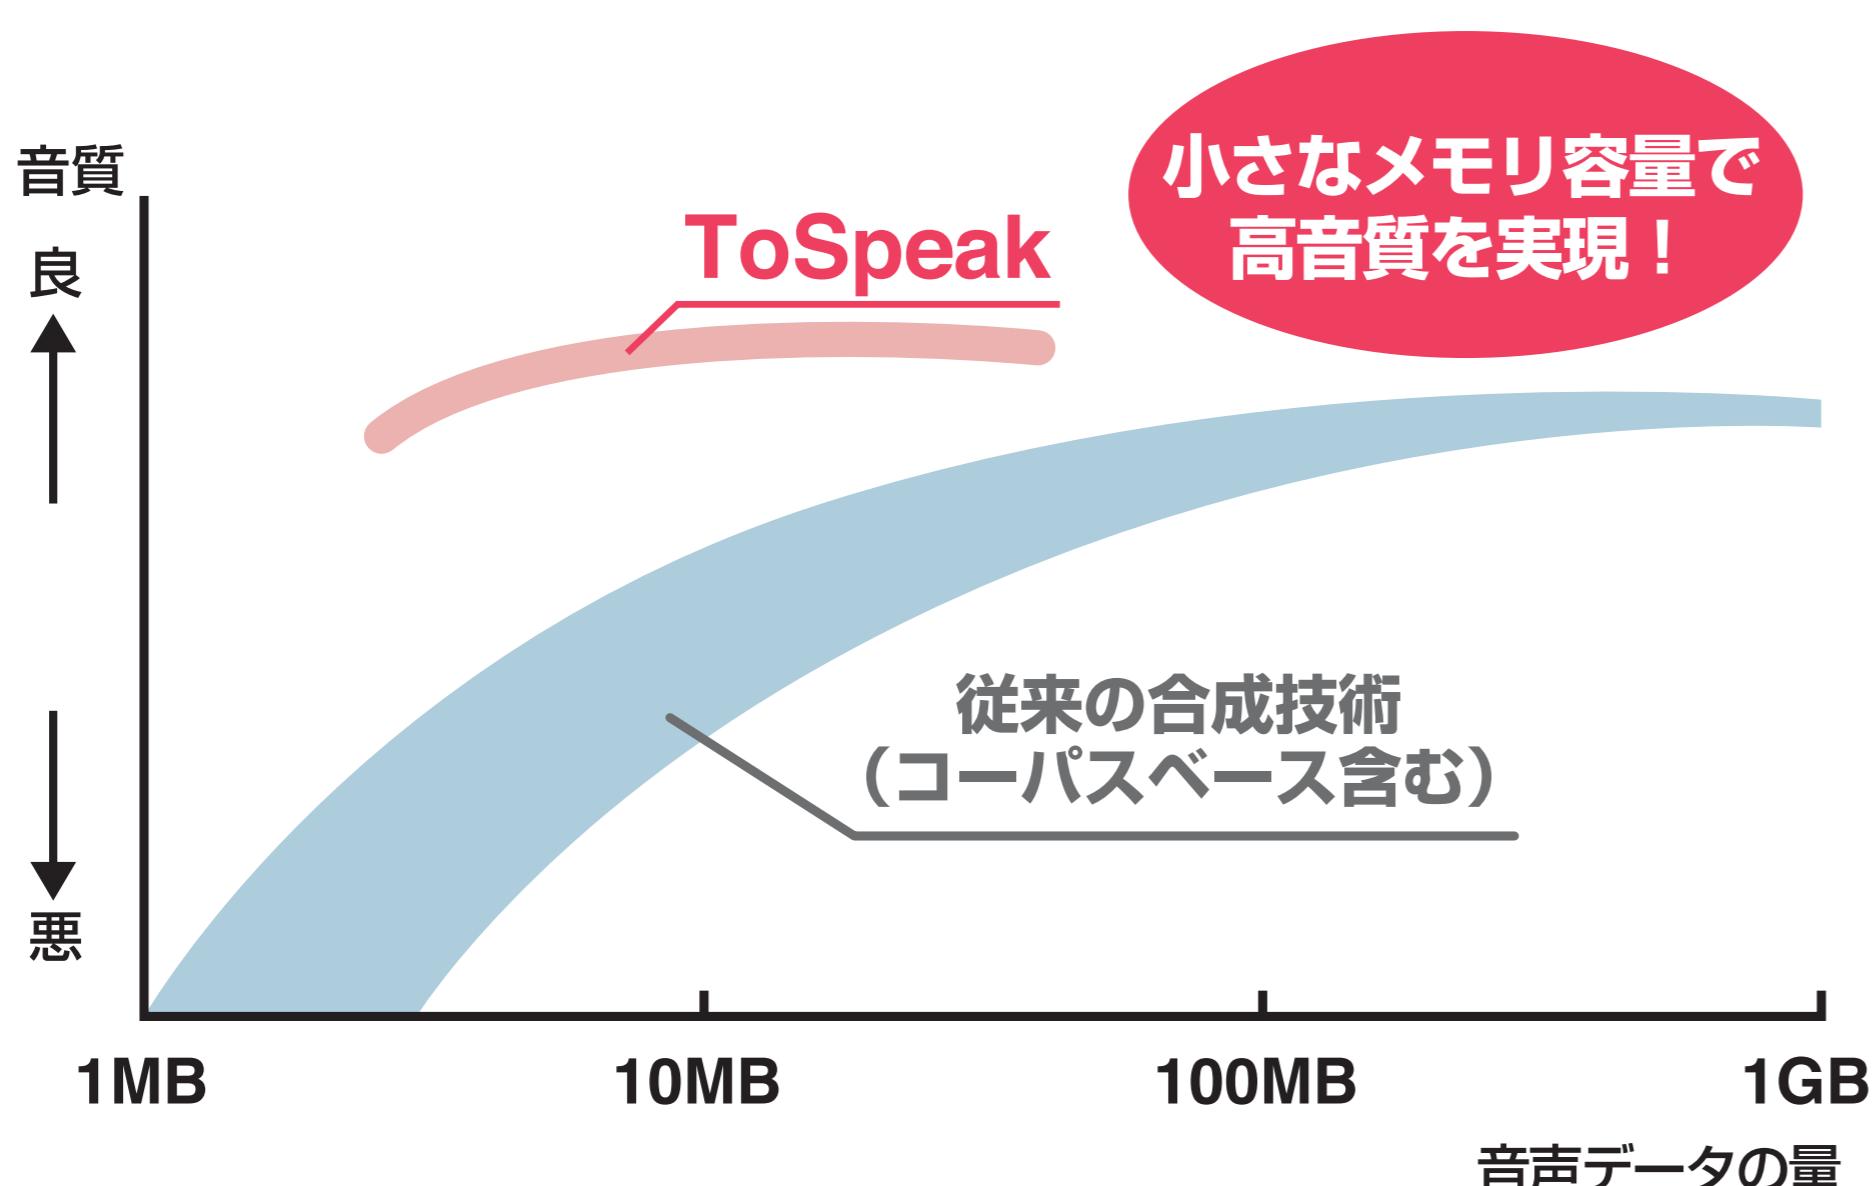 音質
良
悪
ToSpeak
小さなメモリ容量で
高音質を実現！
従来の合成技術
（コーパスベース含む）
1MB
10MB
100MB
1GB
音声データの量